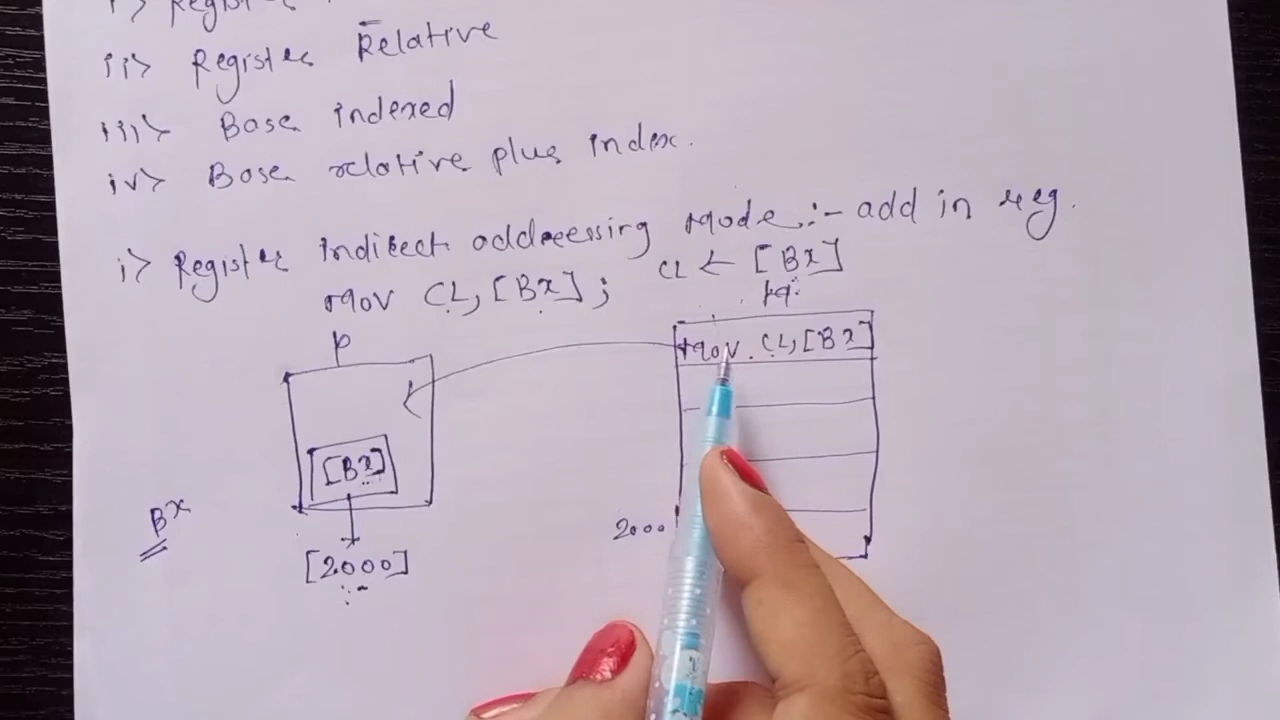 i> Register
ii> Register Relative
iii> Base indexed
iv> Base relative plus index.
i> Register indirect addressing mode :- add in reg.
mov CL, [BX] ; CL ← [BX]
P
mov CL, [BX]
[BX]
BX
2000
[2000]